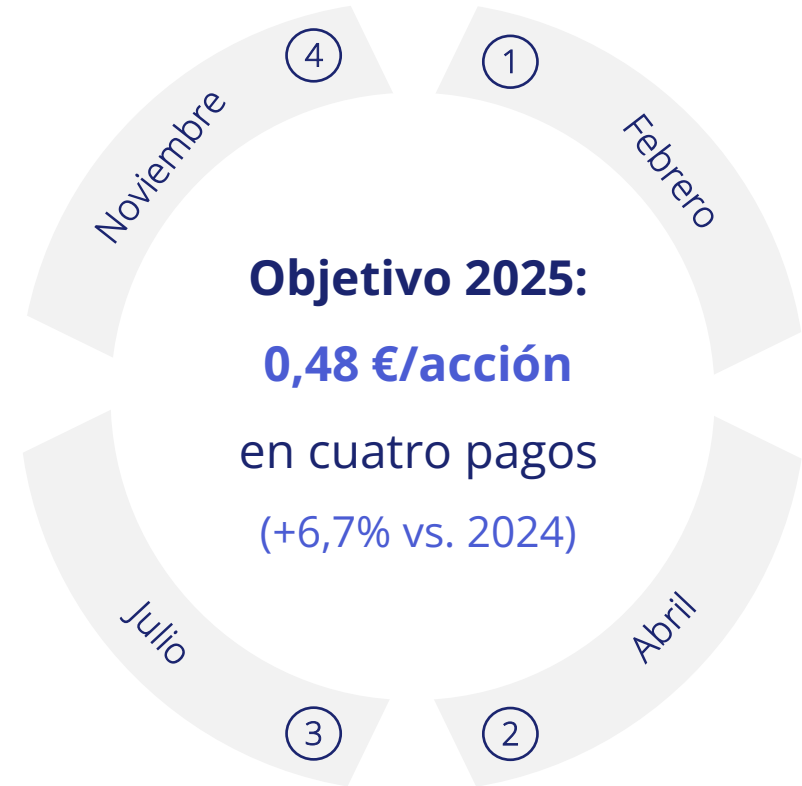 4
1
Noviembre
Febrero
Objetivo 2025:
0,48 €/acción
en cuatro pagos
(+6,7% vs. 2024)
Julio
Abril
3
2